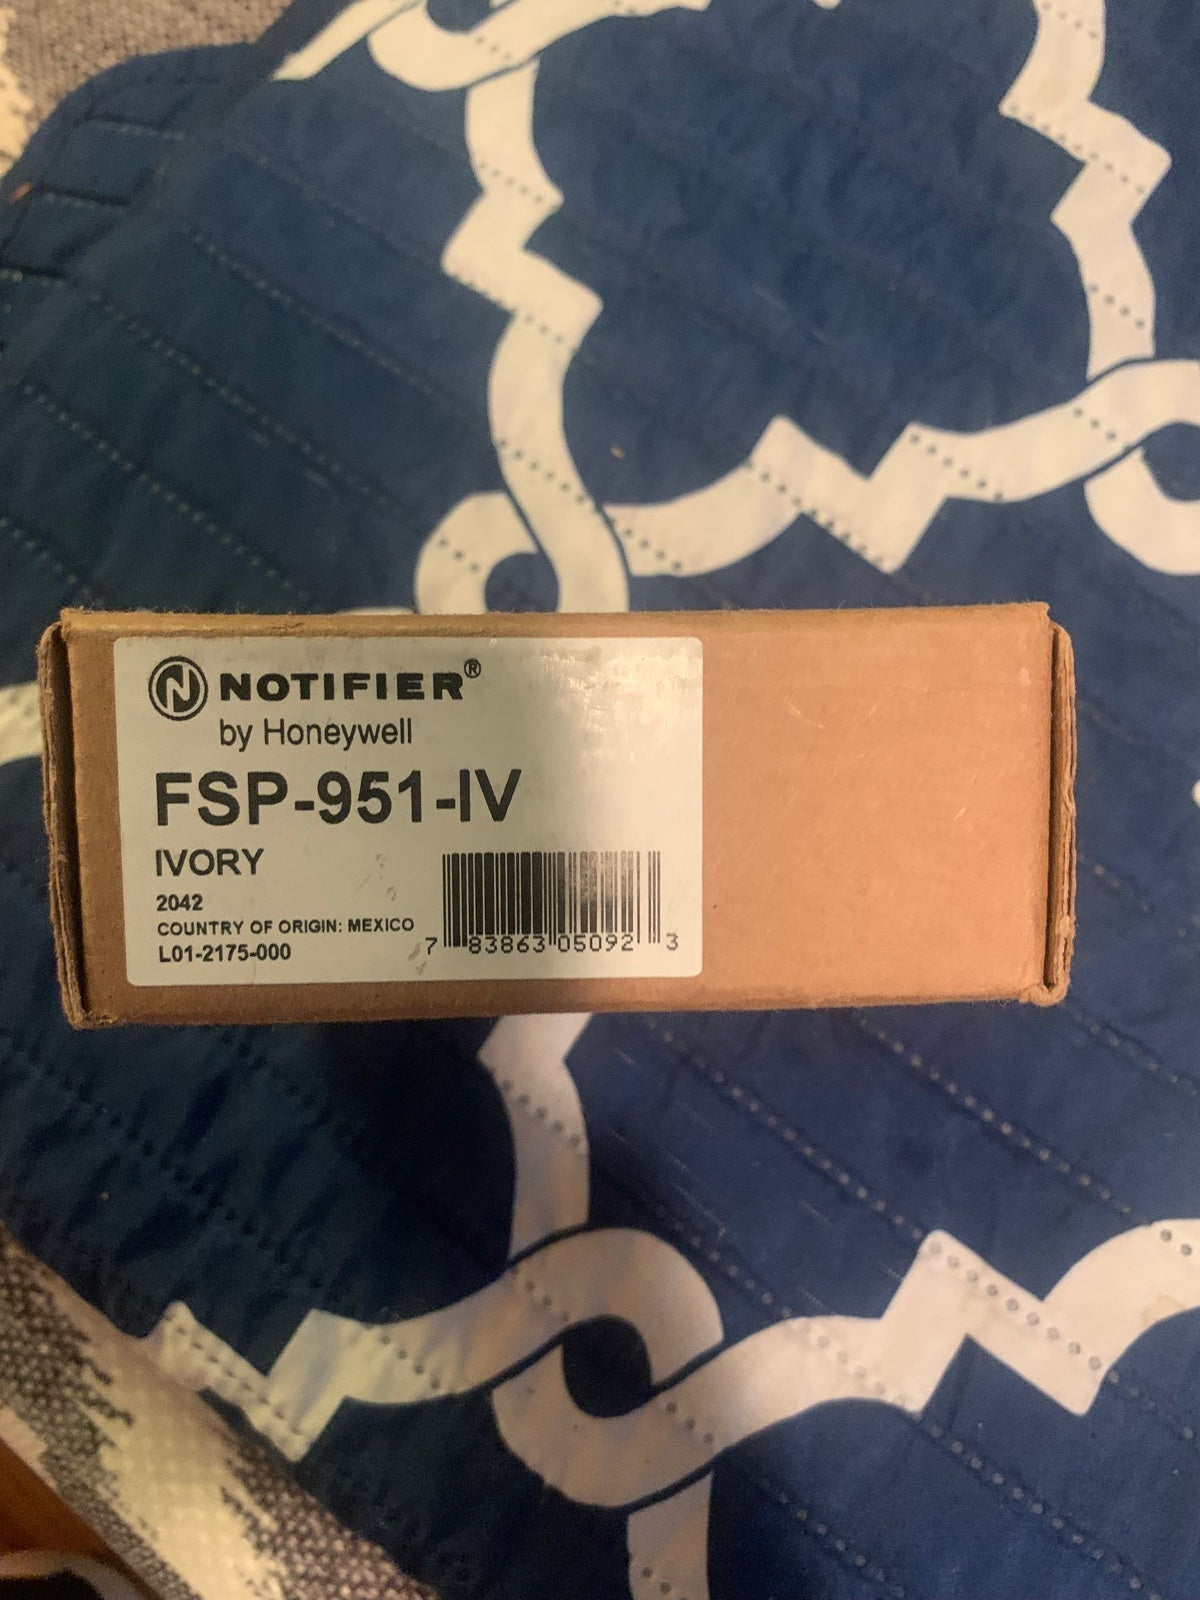 NOTIFIER®
by Honeywell
FSP-951-IV
IVORY
2042
COUNTRY OF ORIGIN: MEXICO
L01-2175-000
7 83863 05092 3